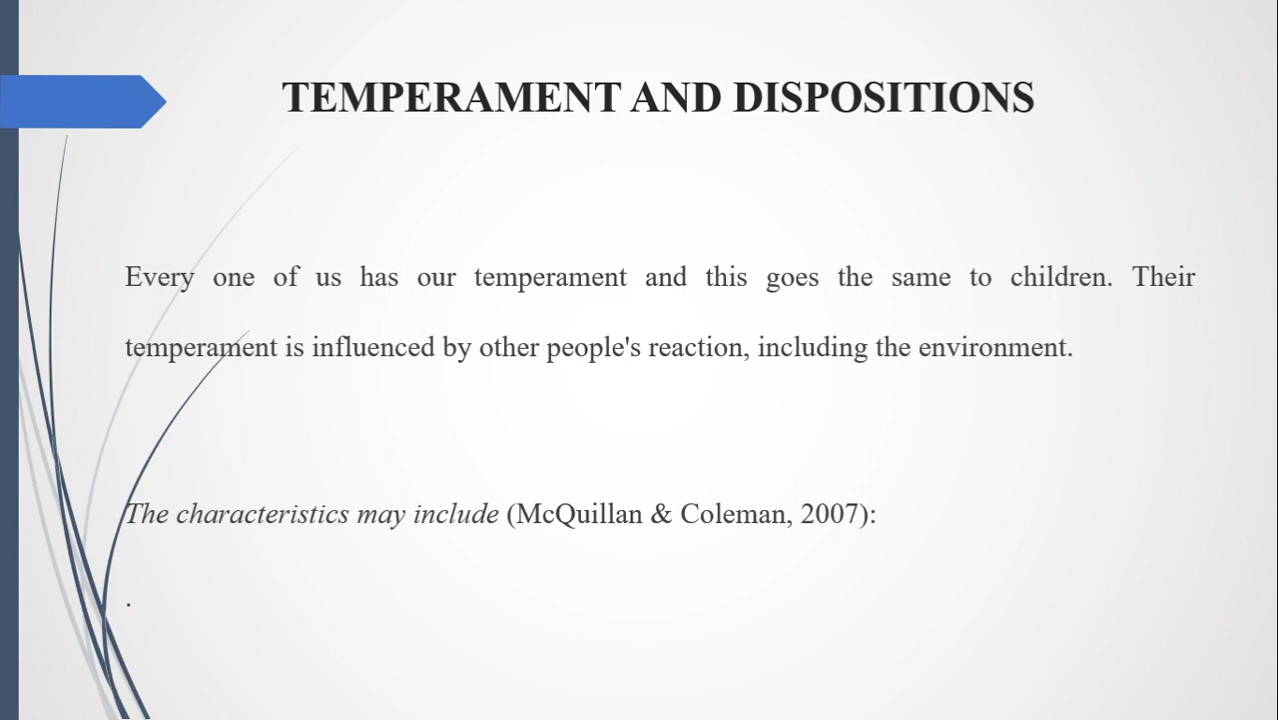 TEMPERAMENT AND DISPOSITIONS
Every one of us has our temperament and this goes the same to children. Their
temperament is influenced by other people's reaction, including the environment.
The characteristics may include (McQuillan & Coleman, 2007):
.